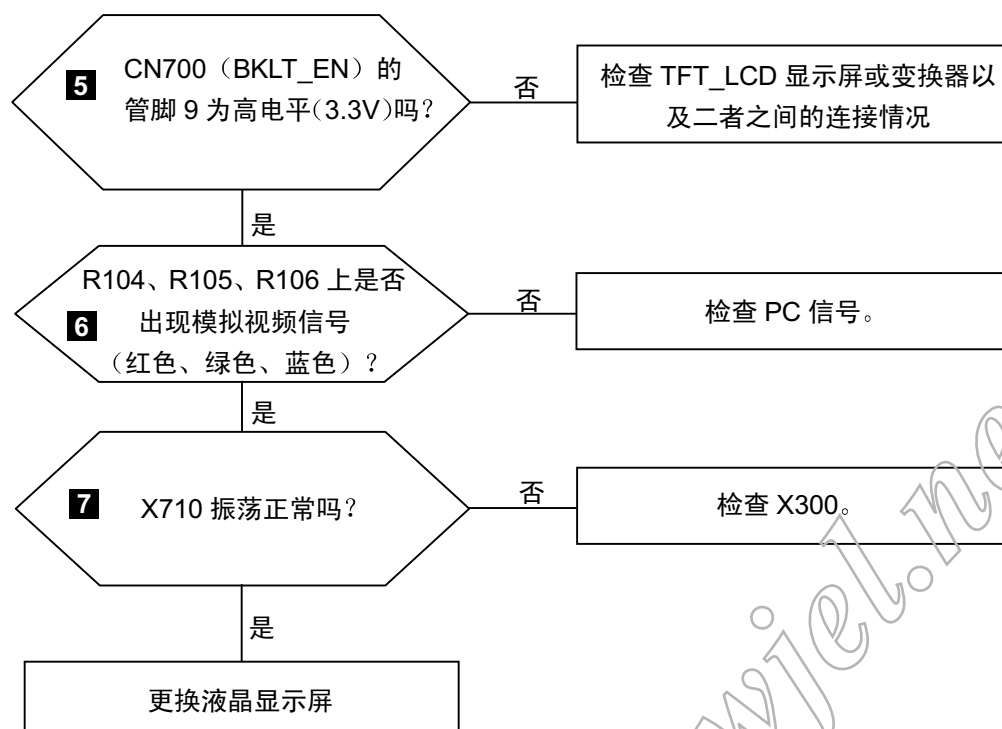 5
CN700（BKLT_EN）的
管脚 9 为高电平（3.3V）吗？
否
检查 TFT_LCD 显示屏或变换器以
及二者之间的连接情况
是
6
R104、R105、R106 上是否
出现模拟视频信号
（红色、绿色、蓝色）？
否
检查 PC 信号。
是
7
X710 振荡正常吗？
否
检查 X300。
是
更换液晶显示屏
wjel.ne